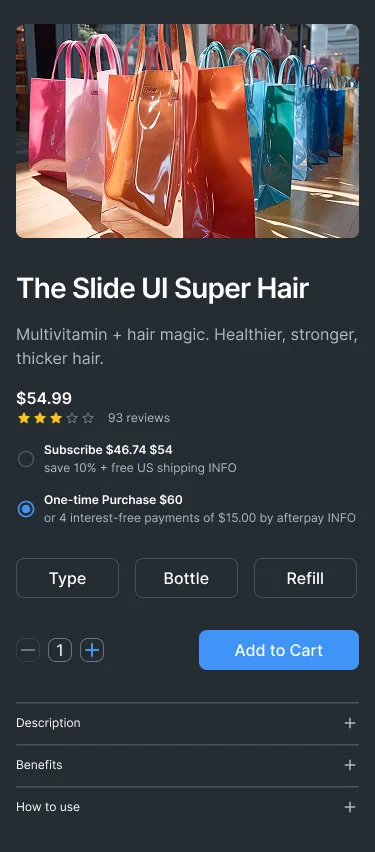 The Slide UI Super Hair
Multivitamin + hair magic. Healthier, stronger,
thicker hair.
$54.99
93 reviews
Subscribe $46.74 $54
save 10% + free US shipping INFO
One-time Purchase $60
or 4 interest-free payments of $15.00 by afterpay INFO
Type Bottle Refill
1 Add to Cart
Description
Benefits
How to use